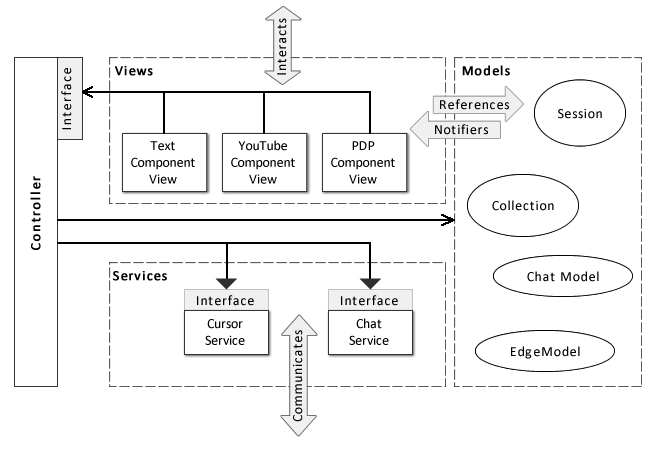 Interacts
Interface
Views
Models
References
Notifiers
Session
Text
Component
View
YouTube
Component
View
PDP
Component
View
Controller
Collection
Services
Chat Model
Interface
Interface
Cursor
Service
Chat
Service
EdgeModel
Communicates